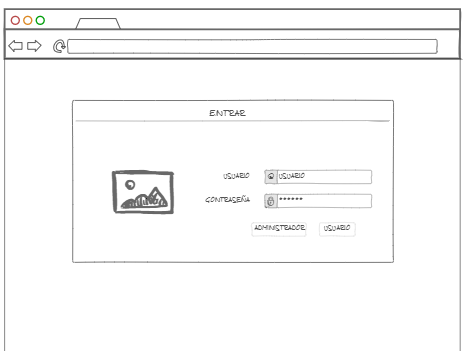 ENTRAR
USUARIO USUARIO
CONTRASEÑA ******
ADMINISTRADOR USUARIO